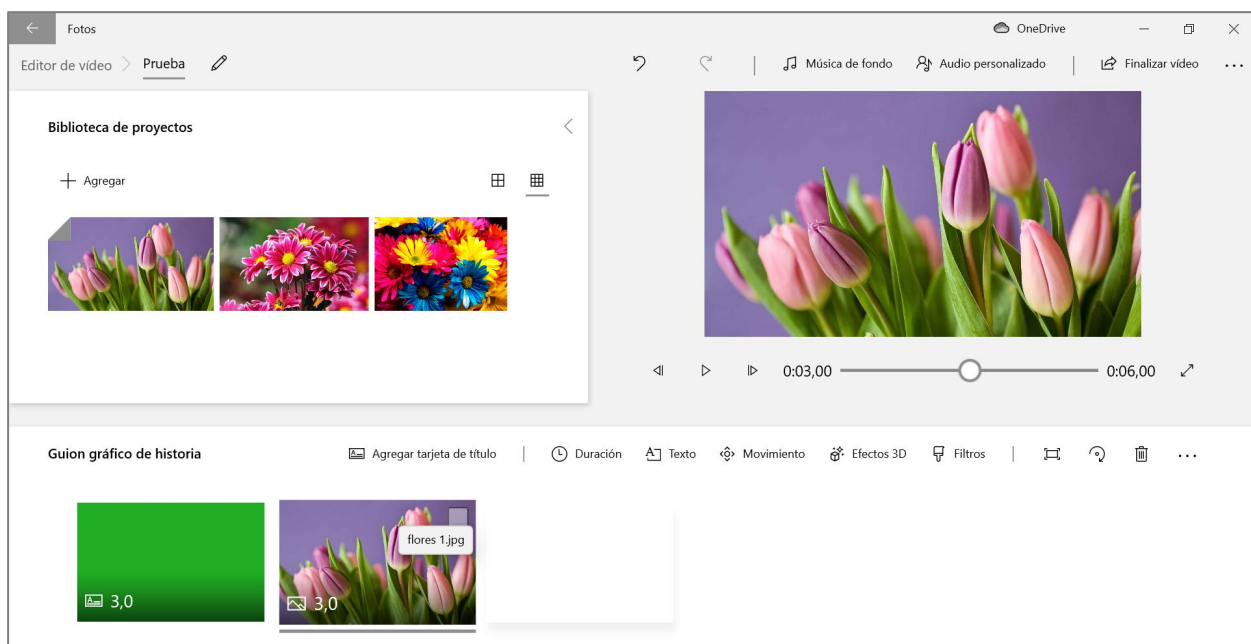 Fotos
OneDrive
Editor de vídeo
Prueba
Música de fondo
Audio personalizado
Finalizar vídeo
Biblioteca de proyectos
Agregar
0:03,00
0:06,00
Guion gráfico de historia
Agregar tarjeta de título
Duración
Texto
Movimiento
Efectos 3D
Filtros
flores 1.jpg
3,0
3,0